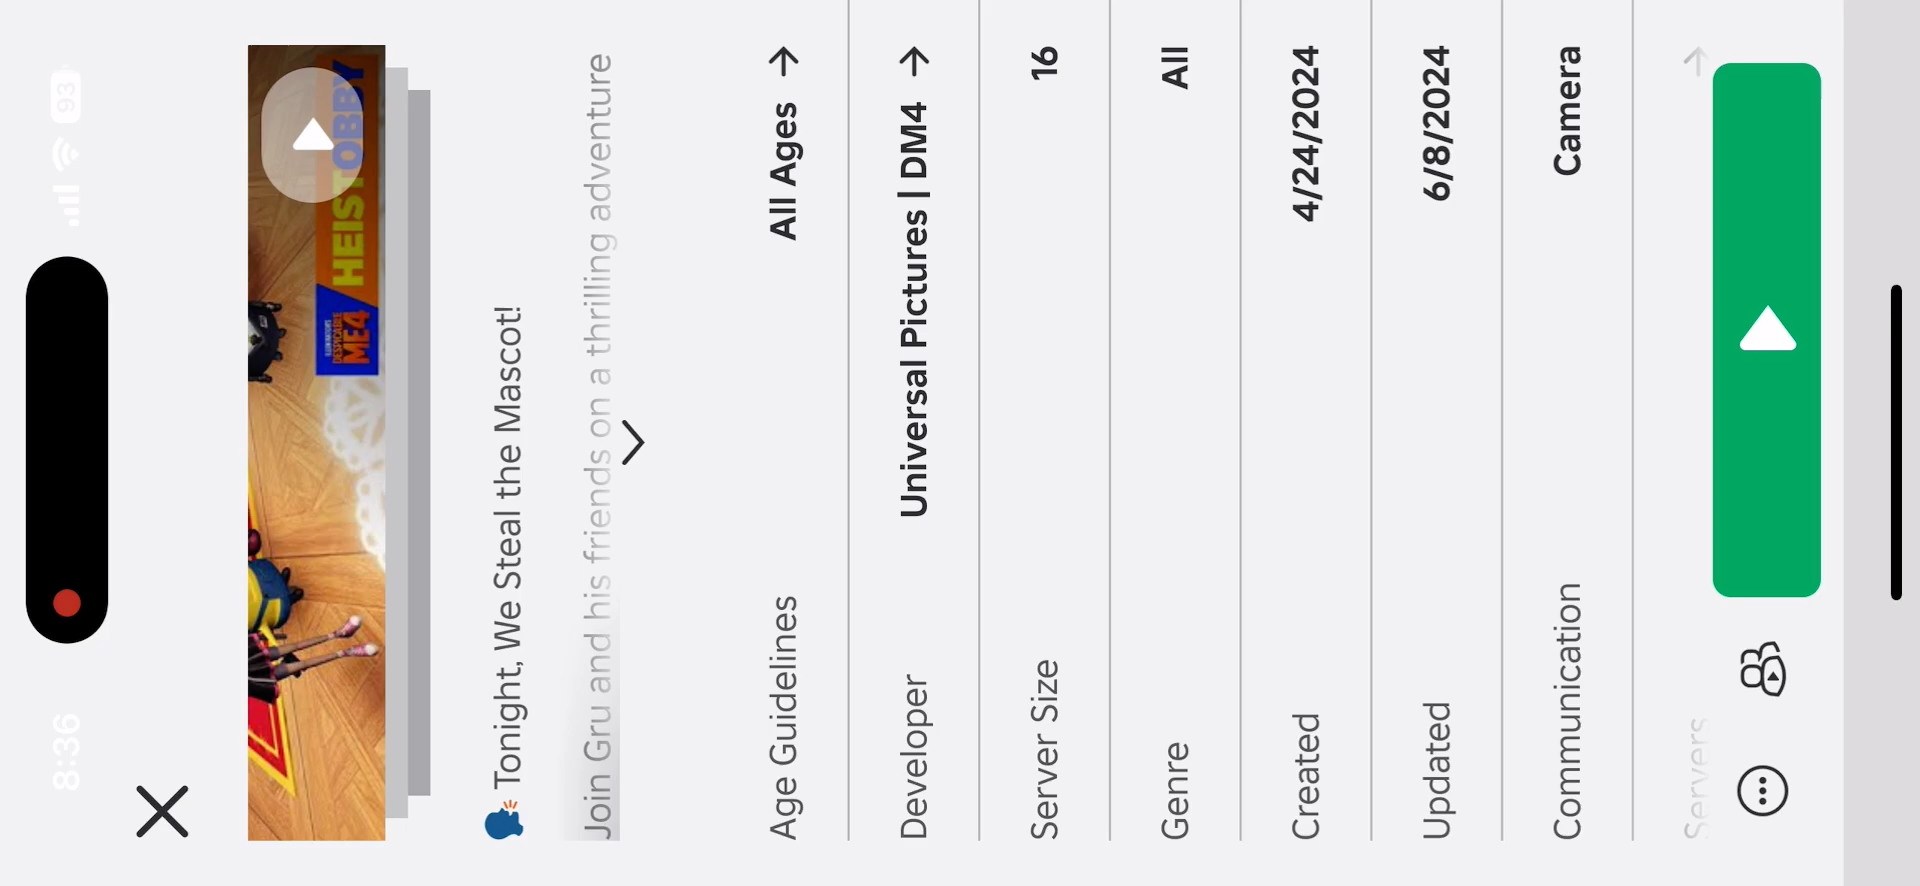 8:36
93
ILLUMINATION'S
DESPICABLE
ME4
HEIST OBBY
🗣️ Tonight, We Steal the Mascot!
Join Gru and his friends on a thrilling adventure
Age Guidelines All Ages →
Developer Universal Pictures | DM4 →
Server Size 16
Genre All
Created 4/24/2024
Updated 6/8/2024
Communication Camera
Servers →